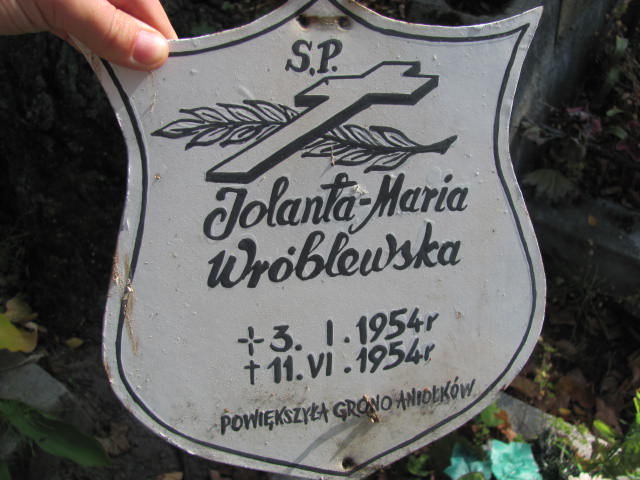 S.P.
Jolanta-Maria
Wróblewska
✢ 3. I. 1954r
† 11. VI. 1954r
POWIĘKSZYŁA GRONO ANIOŁKÓW